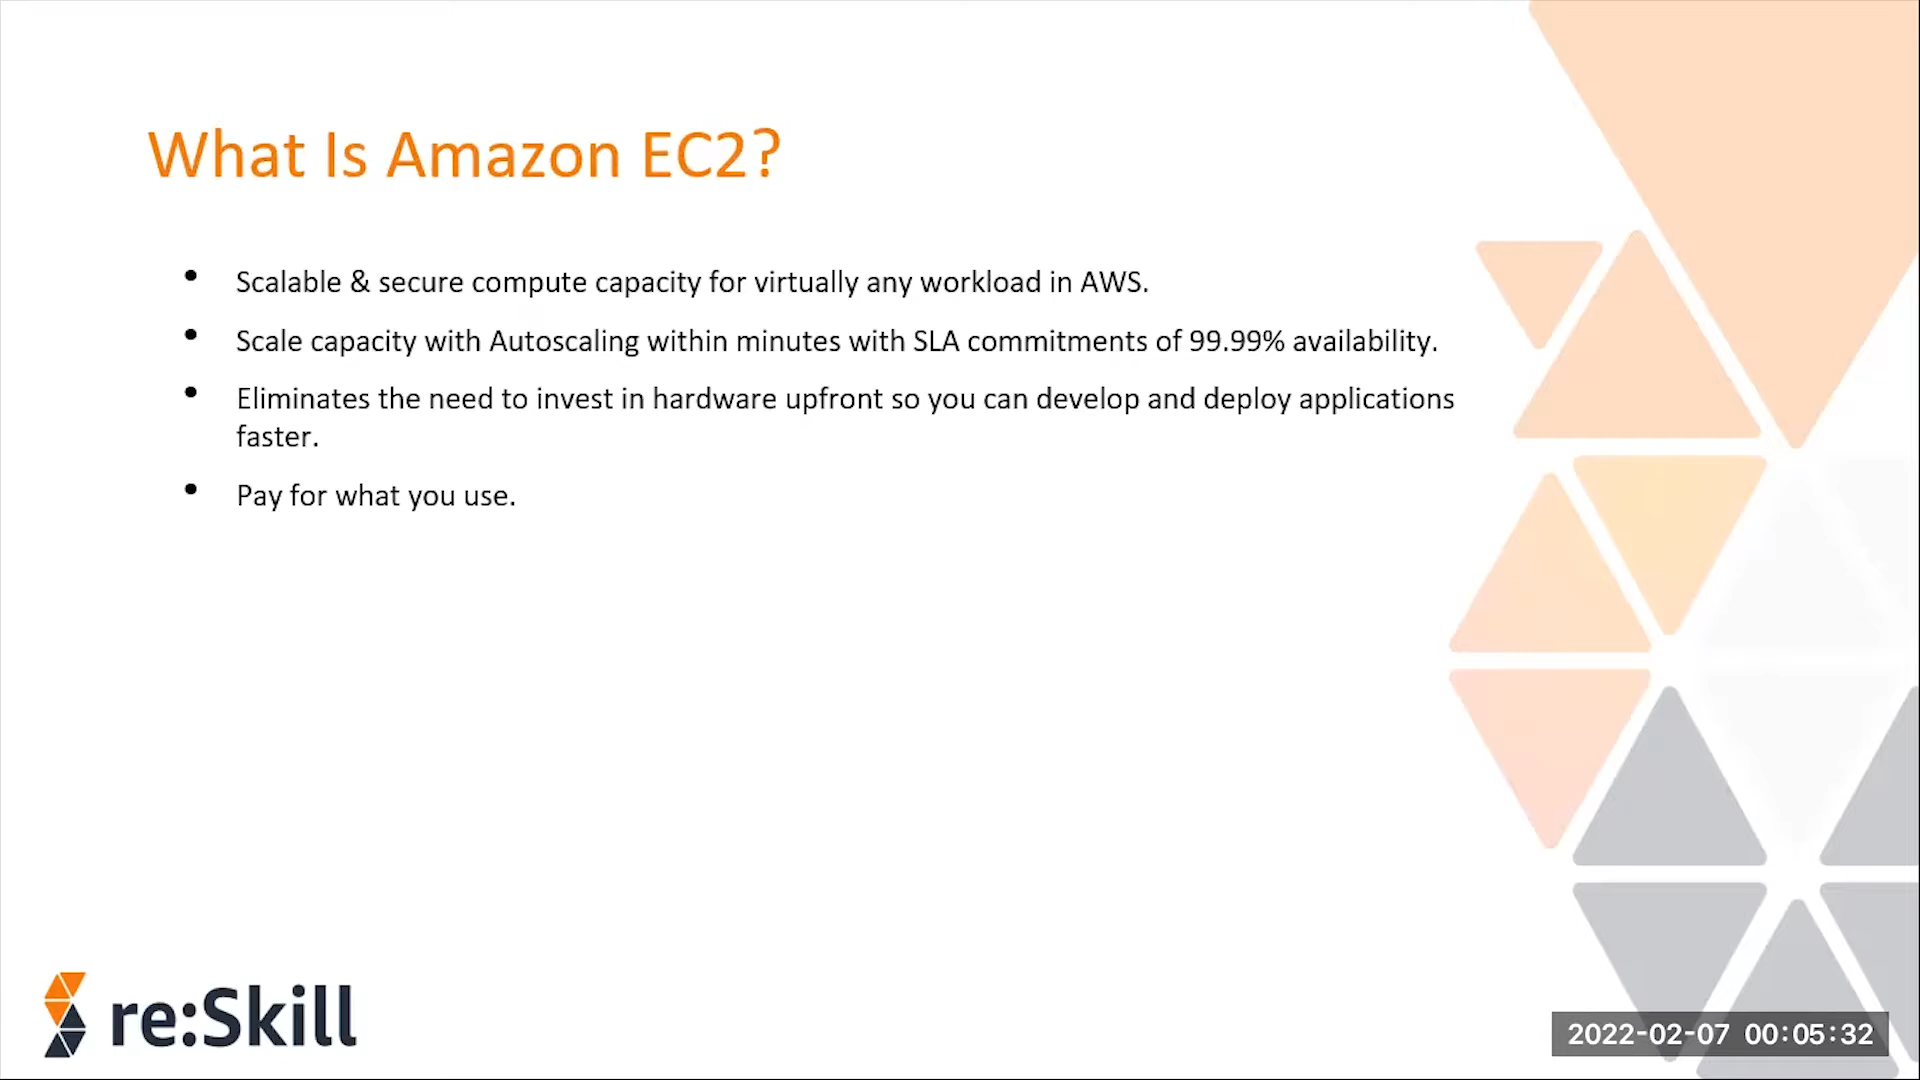 What Is Amazon EC2?
• Scalable & secure compute capacity for virtually any workload in AWS.
• Scale capacity with Autoscaling within minutes with SLA commitments of 99.99% availability.
• Eliminates the need to invest in hardware upfront so you can develop and deploy applications
faster.
• Pay for what you use.
re:Skill
2022-02-07 00:05:32